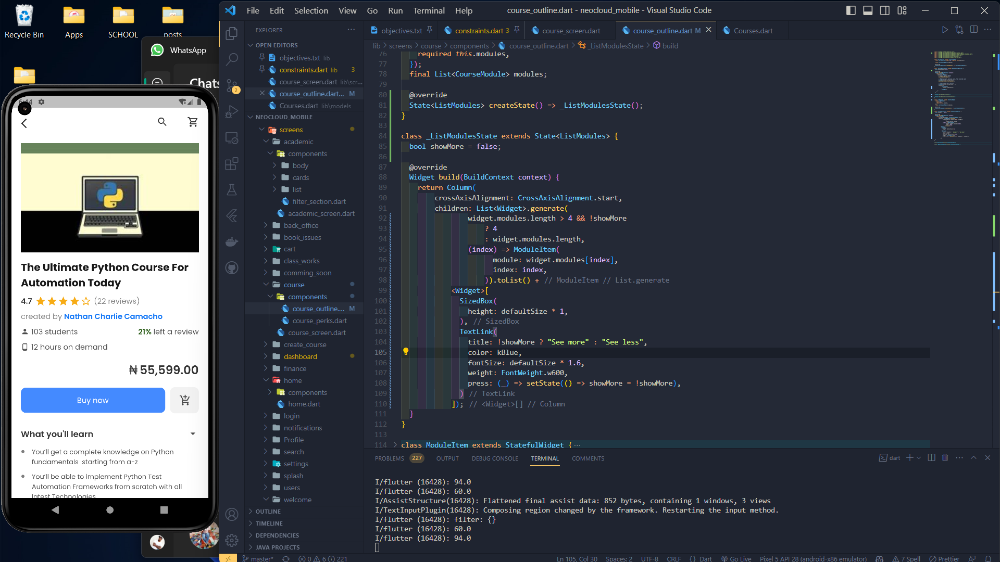 Recycle Bin
Apps
SCHOOL
posts
WhatsApp
Chats
6:44
The Ultimate Python Course For
Automation Today
4.7 (22 reviews)
created by Nathan Charlie Camacho
103 students
21% left a review
12 hours on demand
₦ 55,599.00
Buy now
What you'll learn
You'll get a complete knowledge on Python
fundamentals starting from a-z
You'll be able to implement Python Test
Automation Frameworks from scratch with all
latest Technologies
File Edit Selection View Go Run Terminal Help
course_outline.dart - neocloud_mobile - Visual Studio Code
EXPLORER
OPEN EDITORS
objectives.txt lib
constraints.dart lib 3
course_screen.dart lib\scr...
course_outline.dart... M
Courses.dart lib\models
NEOCLOUD_MOBILE
screens
academic
components
body
cards
list
filter_section.dart
academic_screen.dart
back_office
book_issues
cart
class_works
comming_soon
course
components
course_outline.... M
course_perks.dart
course_screen.dart
create_course
dashboard
finance
home
components
home.dart
login
notifications
Profile
search
settings
splash
users
welcome
OUTLINE
TIMELINE
DEPENDENCIES
JAVA PROJECTS
2
objectives.txt
constraints.dart 3
course_screen.dart
course_outline.dart M
Courses.dart
lib > screens > course > components > course_outline.dart > _ListModulesState > build
76 required this.modules,
77 });
78 final List<CourseModule> modules;
79
80 @override
81 State<ListModules> createState() => _ListModulesState();
82 }
83
84 class _ListModulesState extends State<ListModules> {
85 bool showMore = false;
86
87 @override
88 Widget build(BuildContext context) {
89 return Column(
90 crossAxisAlignment: CrossAxisAlignment.start,
91 children: List<Widget>.generate(
92 widget.modules.length > 4 && !showMore
93 ? 4
94 : widget.modules.length,
95 (index) => ModuleItem(
96 module: widget.modules[index],
97 index: index,
98 )).toList() + // ModuleItem // List.generate
99 <Widget>[
100 SizedBox(
101 height: defaultSize * 1,
102 ), // SizedBox
103 TextLink(
104 title: !showMore ? "See more" : "See less",
105 color: kBlue,
106 fontSize: defaultSize * 1.6,
107 weight: FontWeight.w600,
108 press: (_) => setState(() => showMore = !showMore),
109 ) // TextLink
110 ]); // <Widget>[] // Column
111 }
112 }
113
114 class ModuleItem extends StatefulWidget { ...
PROBLEMS 227 OUTPUT DEBUG CONSOLE TERMINAL COMMENTS
dart
I/flutter (16428): 94.0
I/flutter (16428): 60.0
I/AssistStructure(16428): Flattened final assist data: 852 bytes, containing 1 windows, 3 views
I/TextInputPlugin(16428): Composing region changed by the framework. Restarting the input method.
I/flutter (16428): filter: {}
I/flutter (16428): 60.0
I/flutter (16428): 94.0
master* 0 6 221
Ln 105, Col 30 Spaces: 2 UTF-8 CRLF { } Dart Go Live Pixel 5 API 28 (android-x86 emulator) 7 Spell Prettier